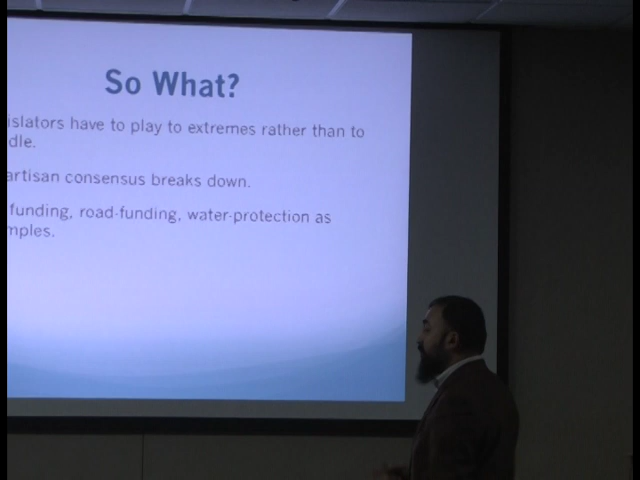 So What?
islators have to play to extremes rather than to
dle.
artisan consensus breaks down.
funding, road-funding, water-protection as
mples.